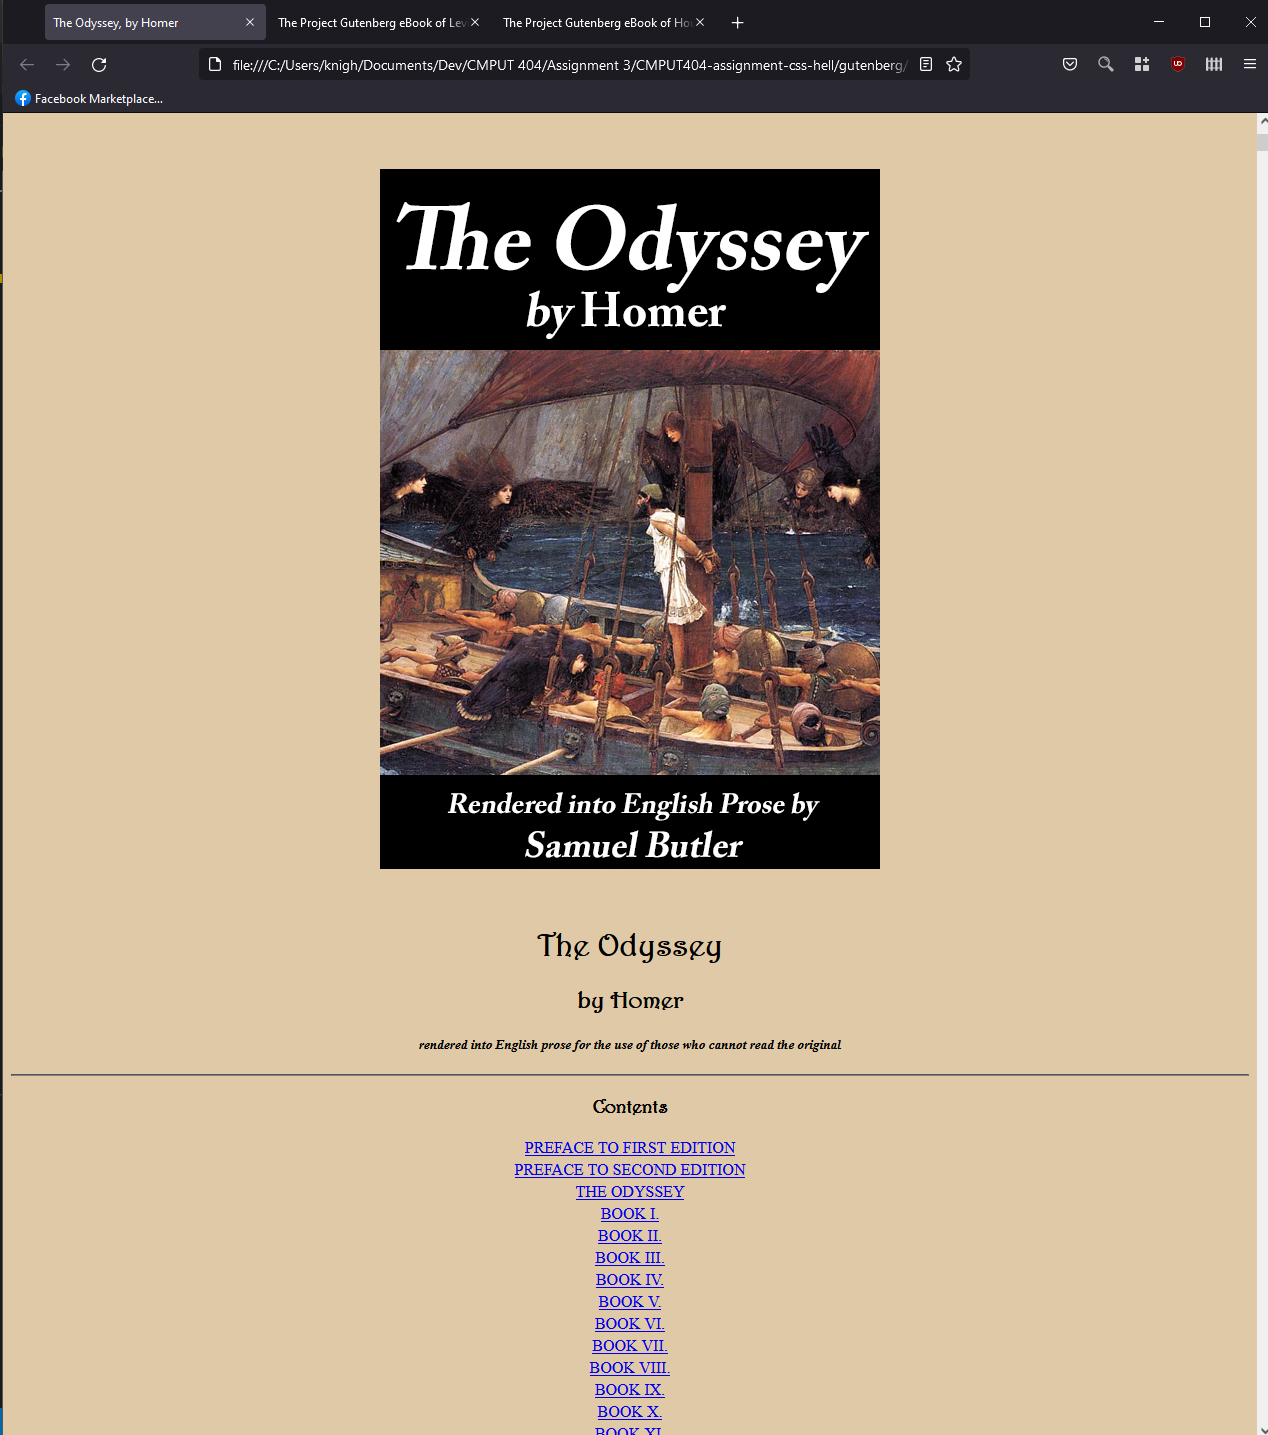 The Odyssey, by Homer
The Project Gutenberg eBook of Lev
The Project Gutenberg eBook of Ho
file:///C:/Users/knigh/Documents/Dev/CMPUT 404/Assignment 3/CMPUT404-assignment-css-hell/gutenberg/
Facebook Marketplace...
The Odyssey
by Homer
Rendered into English Prose by
Samuel Butler
The Odyssey
by Homer
rendered into English prose for the use of those who cannot read the original
Contents
PREFACE TO FIRST EDITION
PREFACE TO SECOND EDITION
THE ODYSSEY
BOOK I.
BOOK II.
BOOK III.
BOOK IV.
BOOK V.
BOOK VI.
BOOK VII.
BOOK VIII.
BOOK IX.
BOOK X.
BOOK XI.